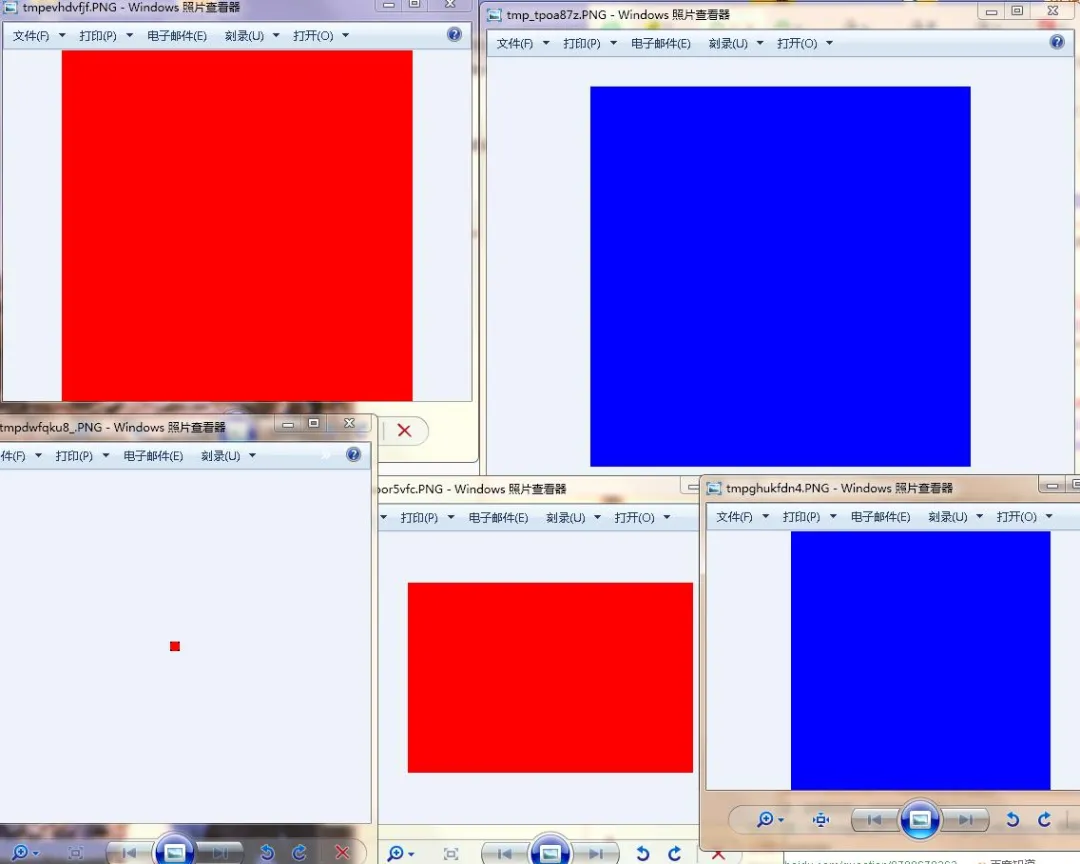 tmpevhdvfjf.PNG - Windows 照片查看器
文件(F) 打印(P) 电子邮件(E) 刻录(U) 打开(O)
tmp_tpoa87z.PNG - Windows 照片查看器
文件(F) 打印(P) 电子邮件(E) 刻录(U) 打开(O)
tmpdwfqku8_.PNG - Windows 照片查看器
件(F) 打印(P) 电子邮件(E) 刻录(U)
or5vfc.PNG - Windows 照片查看器
打印(P) 电子邮件(E) 刻录(U) 打开(O)
tmpghukfdn4.PNG - Windows 照片查看器
文件(F) 打印(P) 电子邮件(E) 刻录(U) 打开(O)